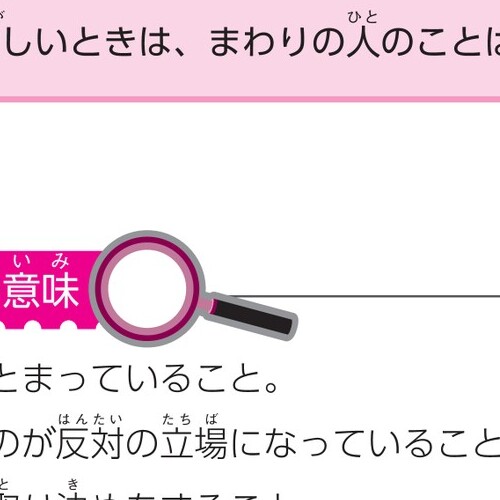 しいときは、まわりの人のことは
意味
とまっていること。
のが反対の立場になっていること